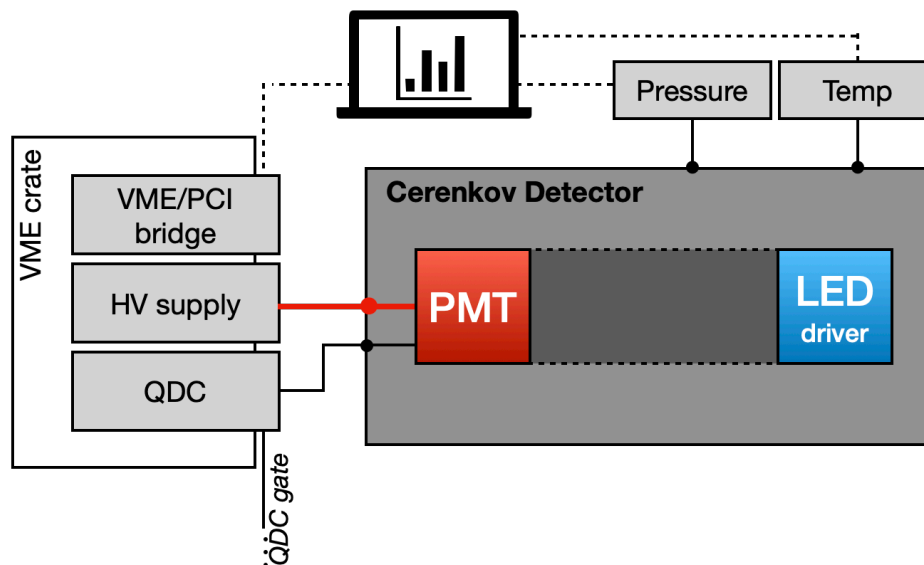 Pressure
Temp
VME crate
VME/PCI
bridge
HV supply
QDC
QDC gate
Cerenkov Detector
PMT
LED
driver